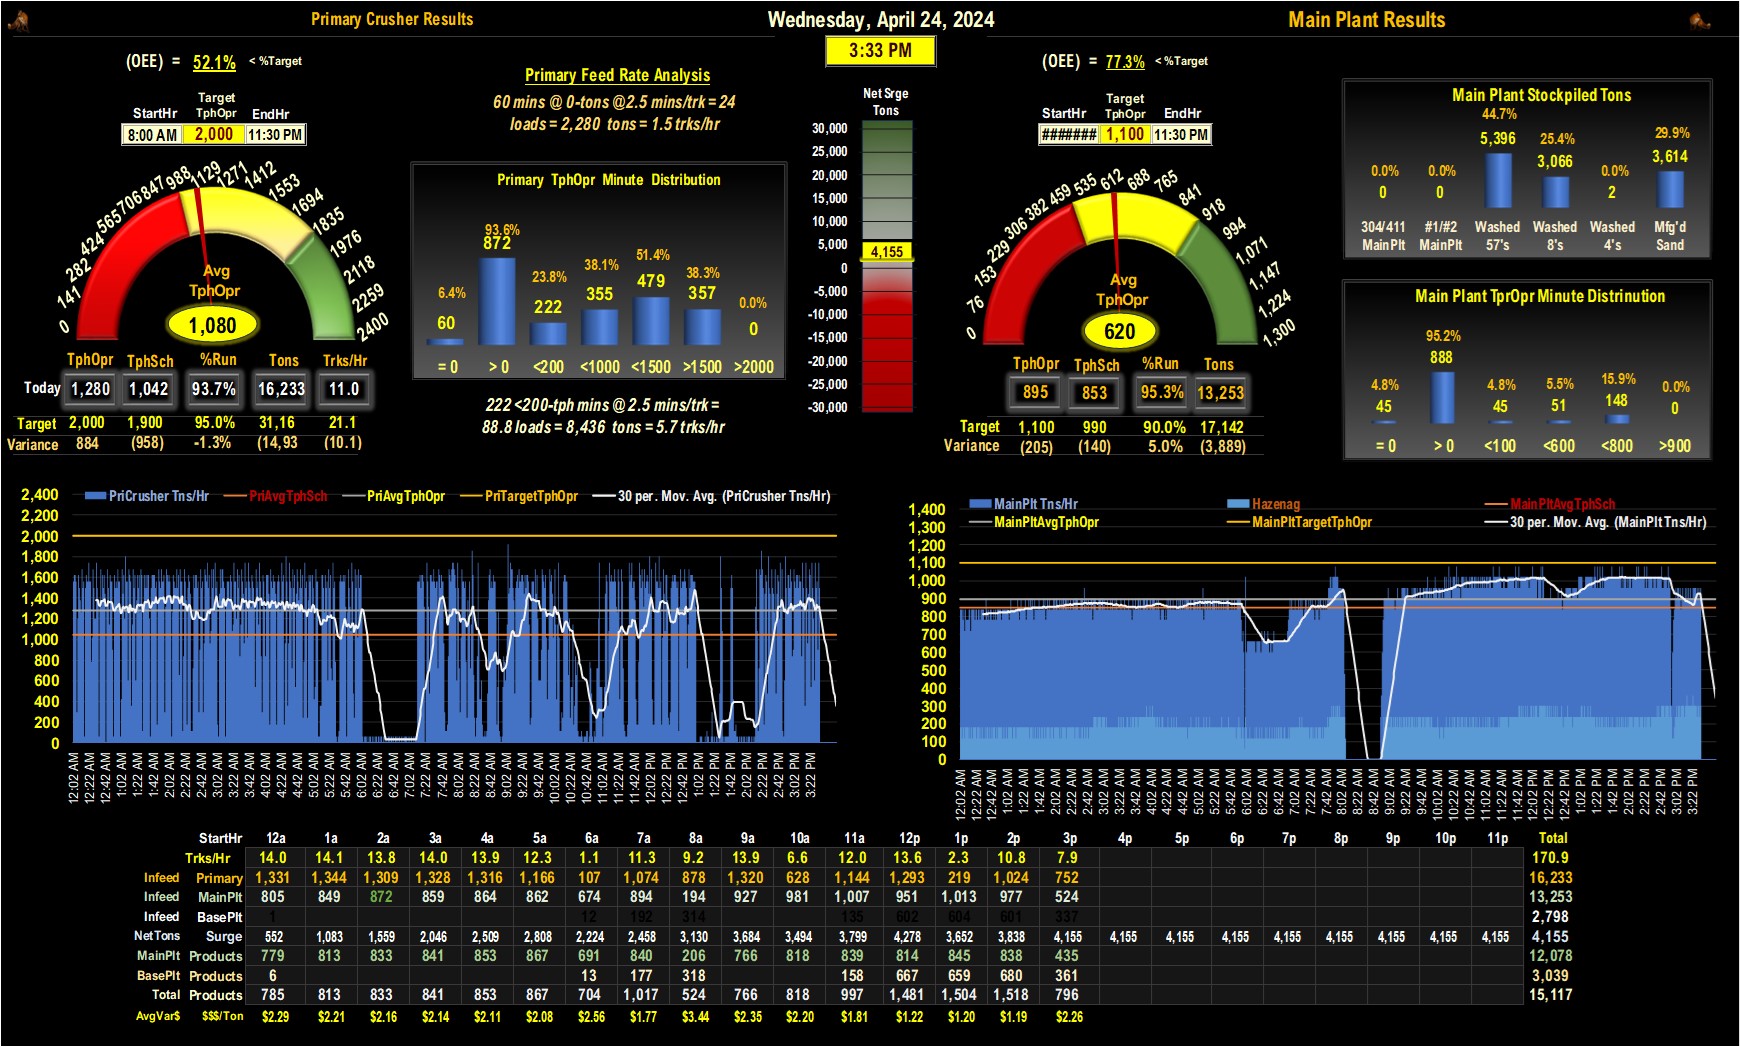 Primary Crusher Results
Wednesday, April 24, 2024
Main Plant Results
3:33 PM
(OEE) = 52.1% < %Target
StartHr Target TphOpr EndHr
8:00 AM 2,000 11:30 PM
0 141 282 424 565 706 847 988 1129 1271 1412 1553 1694 1835 1976 2118 2259 2400
Avg
TphOpr
1,080
TphOpr TphSch %Run Tons Trks/Hr
Today 1,280 1,042 93.7% 16,233 11.0
Target 2,000 1,900 95.0% 31,16 21.1
Variance 884 (958) -1.3% (14,93 (10.1)
Primary Feed Rate Analysis
60 mins @ 0-tons @2.5 mins/trk = 24
loads = 2,280 tons = 1.5 trks/hr
Primary TphOpr Minute Distribution
6.4% 93.6% 23.8% 38.1% 51.4% 38.3% 0.0%
60 872 222 355 479 357 0
= 0 > 0 <200 <1000 <1500 >1500 >2000
222 <200-tph mins @ 2.5 mins/trk =
88.8 loads = 8,436 tons = 5.7 trks/hr
Net Srge
Tons
30,000
25,000
20,000
15,000
10,000
5,000
4,155
0
-5,000
-10,000
-15,000
-20,000
-25,000
-30,000
(OEE) = 77.3% < %Target
StartHr Target TphOpr EndHr
####### 1,100 11:30 PM
0 76 153 229 306 382 459 535 612 688 765 841 918 994 1,071 1,147 1,224 1,300
Avg
TphOpr
620
TphOpr TphSch %Run Tons
895 853 95.3% 13,253
Target 1,100 990 90.0% 17,142
Variance (205) (140) 5.0% (3,889)
Main Plant Stockpiled Tons
0.0% 0.0% 44.7% 25.4% 0.0% 29.9%
0 0 5,396 3,066 2 3,614
304/411 #1/#2 Washed Washed Washed Mfg'd
MainPlt MainPlt 57's 8's 4's Sand
Main Plant TprOpr Minute Distrinution
4.8% 95.2% 4.8% 5.5% 15.9% 0.0%
45 888 45 51 148 0
= 0 > 0 <100 <600 <800 >900
PriCrusher Tns/Hr PriAvgTphSch PriAvgTphOpr PriTargetTphOpr 30 per. Mov. Avg. (PriCrusher Tns/Hr)
2,400
2,200
2,000
1,800
1,600
1,400
1,200
1,000
800
600
400
200
0
12:02 AM 12:22 AM 12:42 AM 1:02 AM 1:22 AM 1:42 AM 2:02 AM 2:22 AM 2:42 AM 3:02 AM 3:22 AM 3:42 AM 4:02 AM 4:22 AM 4:42 AM 5:02 AM 5:22 AM 5:42 AM 6:02 AM 6:22 AM 6:42 AM 7:02 AM 7:22 AM 7:42 AM 8:02 AM 8:22 AM 8:42 AM 9:02 AM 9:22 AM 9:42 AM 10:02 AM 10:22 AM 10:42 AM 11:02 AM 11:22 AM 11:42 AM 12:02 PM 12:22 PM 12:42 PM 1:02 PM 1:22 PM 1:42 PM 2:02 PM 2:22 PM 2:42 PM 3:02 PM 3:22 PM
MainPlt Tns/Hr Hazenag MainPltAvgTphSch
MainPltAvgTphOpr MainPltTargetTphOpr 30 per. Mov. Avg. (MainPlt Tns/Hr)
1,400
1,300
1,200
1,100
1,000
900
800
700
600
500
400
300
200
100
0
12:02 AM 12:22 AM 12:42 AM 1:02 AM 1:22 AM 1:42 AM 2:02 AM 2:22 AM 2:42 AM 3:02 AM 3:22 AM 3:42 AM 4:02 AM 4:22 AM 4:42 AM 5:02 AM 5:22 AM 5:42 AM 6:02 AM 6:22 AM 6:42 AM 7:02 AM 7:22 AM 7:42 AM 8:02 AM 8:22 AM 8:42 AM 9:02 AM 9:22 AM 9:42 AM 10:02 AM 10:22 AM 10:42 AM 11:02 AM 11:22 AM 11:42 AM 12:02 PM 12:22 PM 12:42 PM 1:02 PM 1:22 PM 1:42 PM 2:02 PM 2:22 PM 2:42 PM 3:02 PM 3:22 PM
StartHr 12a 1a 2a 3a 4a 5a 6a 7a 8a 9a 10a 11a 12p 1p 2p 3p 4p 5p 6p 7p 8p 9p 10p 11p Total
Trks/Hr 14.0 14.1 13.8 14.0 13.9 12.3 1.1 11.3 9.2 13.9 6.6 12.0 13.6 2.3 10.8 7.9 170.9
Infeed Primary 1,331 1,344 1,309 1,328 1,316 1,166 107 1,074 878 1,320 628 1,144 1,293 219 1,024 752 16,233
Infeed MainPlt 805 849 872 859 864 862 674 894 194 927 981 1,007 951 1,013 977 524 13,253
Infeed BasePlt 1 12 192 314 135 602 604 601 337 2,798
NetTons Surge 552 1,083 1,559 2,046 2,509 2,808 2,224 2,458 3,130 3,684 3,494 3,799 4,278 3,652 3,838 4,155 4,155 4,155 4,155 4,155 4,155 4,155 4,155 4,155 4,155
MainPlt Products 779 813 833 841 853 867 691 840 206 766 818 839 814 845 838 435 12,078
BasePlt Products 6 13 177 318 158 667 659 680 361 3,039
Total Products 785 813 833 841 853 867 704 1,017 524 766 818 997 1,481 1,504 1,518 796 15,117
AvgVar$ $$$/Ton $2.29 $2.21 $2.16 $2.14 $2.11 $2.08 $2.56 $1.77 $3.44 $2.35 $2.20 $1.81 $1.22 $1.20 $1.19 $2.26